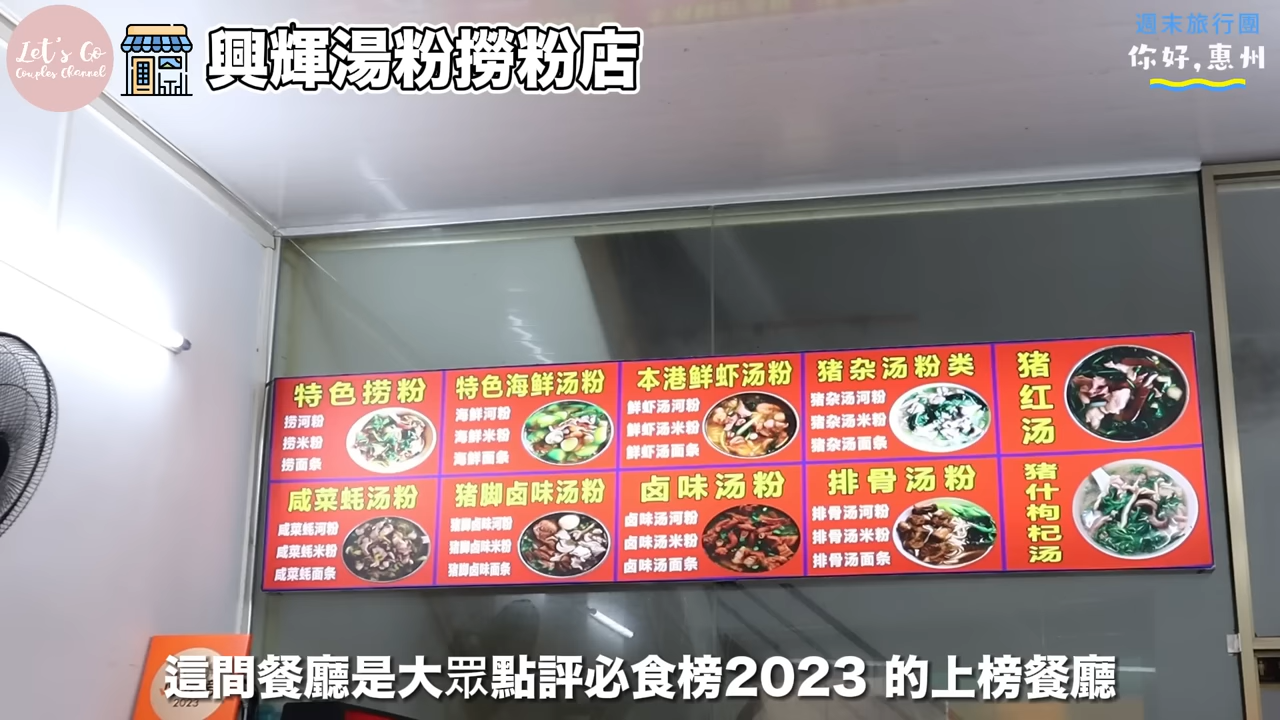 Let's Go
Couples Channel
興輝湯粉撈粉店
週末旅行團
你好,惠州
特色捞粉
捞河粉
捞米粉
捞面条
特色海鲜汤粉
海鲜河粉
海鲜米粉
海鲜面条
本港鲜虾汤粉
鲜虾汤河粉
鲜虾汤米粉
鲜虾汤面条
猪杂汤粉类
猪杂汤河粉
猪杂汤米粉
猪杂汤面条
猪红汤
咸菜蚝汤粉
咸菜蚝河粉
咸菜蚝米粉
咸菜蚝面条
猪脚卤味汤粉
猪脚卤味河粉
猪脚卤味米粉
猪脚卤味面条
卤味汤粉
卤味汤河粉
卤味汤米粉
卤味汤面条
排骨汤粉
排骨汤河粉
排骨汤米粉
排骨汤面条
猪什枸杞汤
2023
這間餐廳是大眾點評必食榜2023 的上榜餐廳